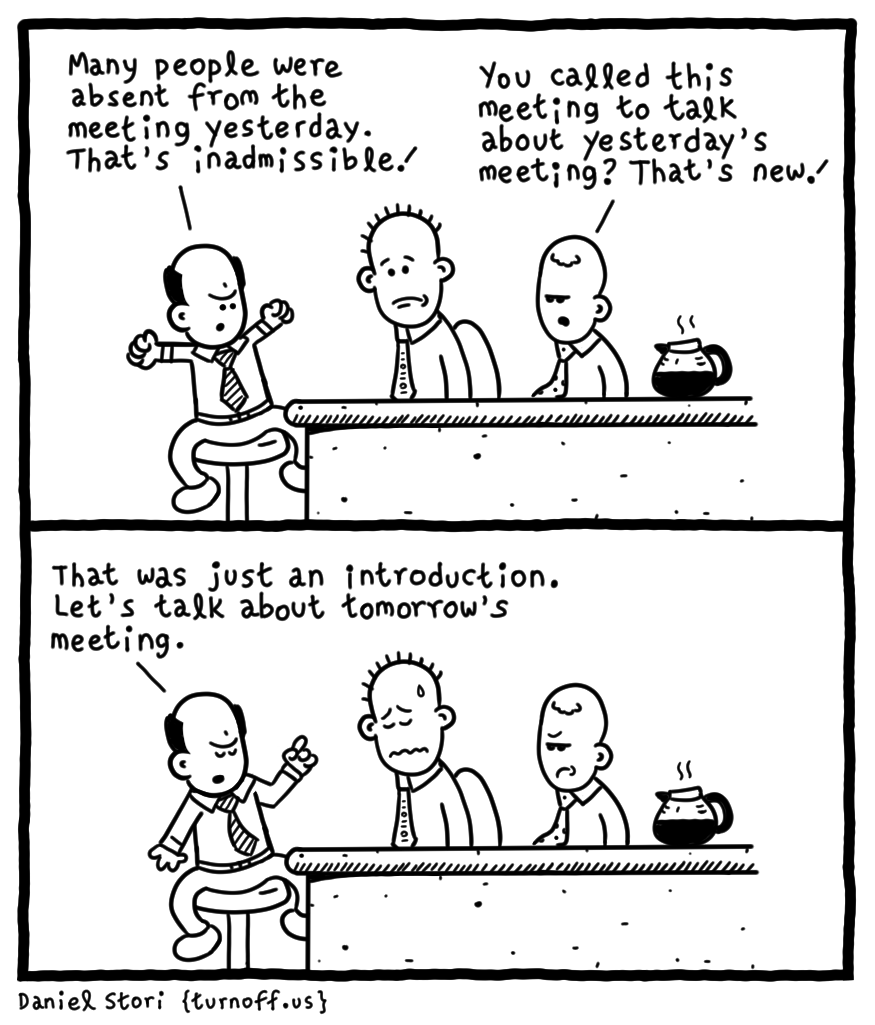 Many people were
absent from the
meeting yesterday.
That's inadmissible!
You called this
meeting to talk
about yesterday's
meeting? That's new!
That was just an introduction.
Let's talk about tomorrow's
meeting.
Daniel Stori {turnoff.us}